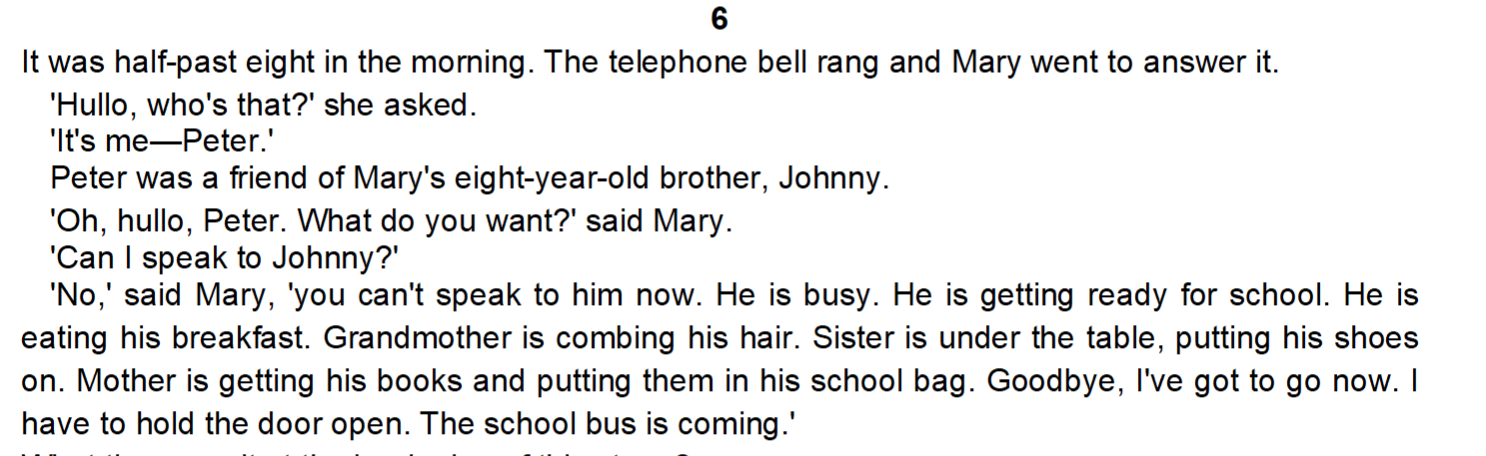 6
It was half-past eight in the morning. The telephone bell rang and Mary went to answer it.
'Hullo, who's that?' she asked.
'It's me—Peter.'
Peter was a friend of Mary's eight-year-old brother, Johnny.
'Oh, hullo, Peter. What do you want?' said Mary.
'Can I speak to Johnny?'
'No,' said Mary, 'you can't speak to him now. He is busy. He is getting ready for school. He is
eating his breakfast. Grandmother is combing his hair. Sister is under the table, putting his shoes
on. Mother is getting his books and putting them in his school bag. Goodbye, I've got to go now. I
have to hold the door open. The school bus is coming.'